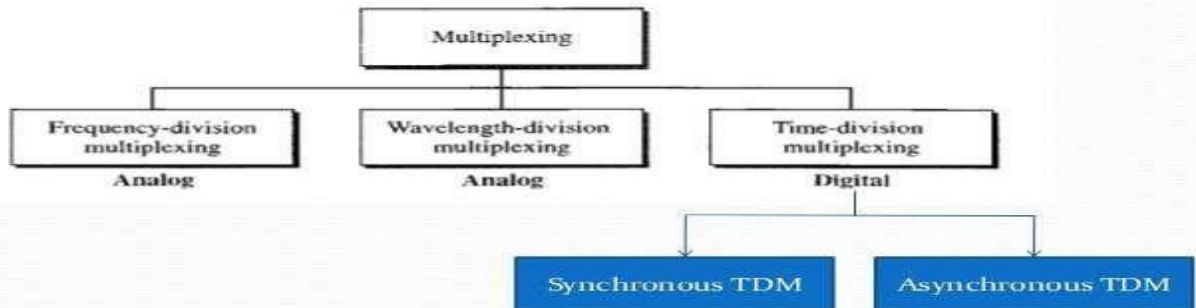 Multiplexing
Frequency-division
multiplexing
Analog
Wavelength-division
multiplexing
Analog
Time-division
multiplexing
Digital
Synchronous TDM
Asynchronous TDM